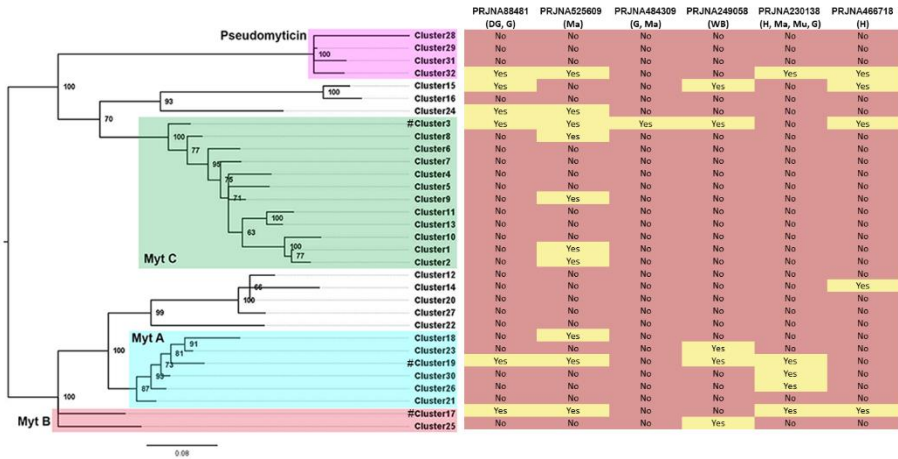 PRJNA88481 PRJNA525609 PRJNA484309 PRJNA249058 PRJNA230138 PRJNA466718
(DG, G) (Ma) (G, Ma) (WB) (H, Ma, Mu, G) (H)
Pseudomyticin
Cluster28 No No No No No No
Cluster29 No No No No No No
100
Cluster31 No No No No No No
Cluster32 Yes Yes No No Yes Yes
100
Cluster15 Yes No No Yes No Yes
100
93
Cluster16 No No No No No No
Cluster24 Yes Yes No No No No
70
#Cluster3 Yes Yes Yes Yes No Yes
100
Cluster8 No Yes No No No No
77
Cluster6 No No No No No No
95
Cluster7 No No No No No No
75
Cluster4 No No No No No No
Cluster5 No No No No No No
71
Cluster9 No Yes No No No No
Cluster11 No No No No No No
100
Cluster13 No No No No No No
63
Cluster10 No No No No No No
100
Cluster1 No Yes No No No No
77
Cluster2 No Yes No No No No
Myt C
Cluster12 No No No No No No
66
Cluster14 No No No No No Yes
100
Cluster20 No No No No No No
99
Cluster27 No No No No No No
Cluster22 No No No No No No
Myt A
Cluster18 No Yes No No No No
91
100
81
Cluster23 No No No Yes No No
73
#Cluster19 Yes Yes No Yes Yes No
93
Cluster30 No No No No Yes No
87
Cluster26 No No No No Yes No
100
Cluster21 No No No No No No
Myt B
#Cluster17 Yes Yes No No Yes Yes
Cluster25 No No No Yes No No
0.08